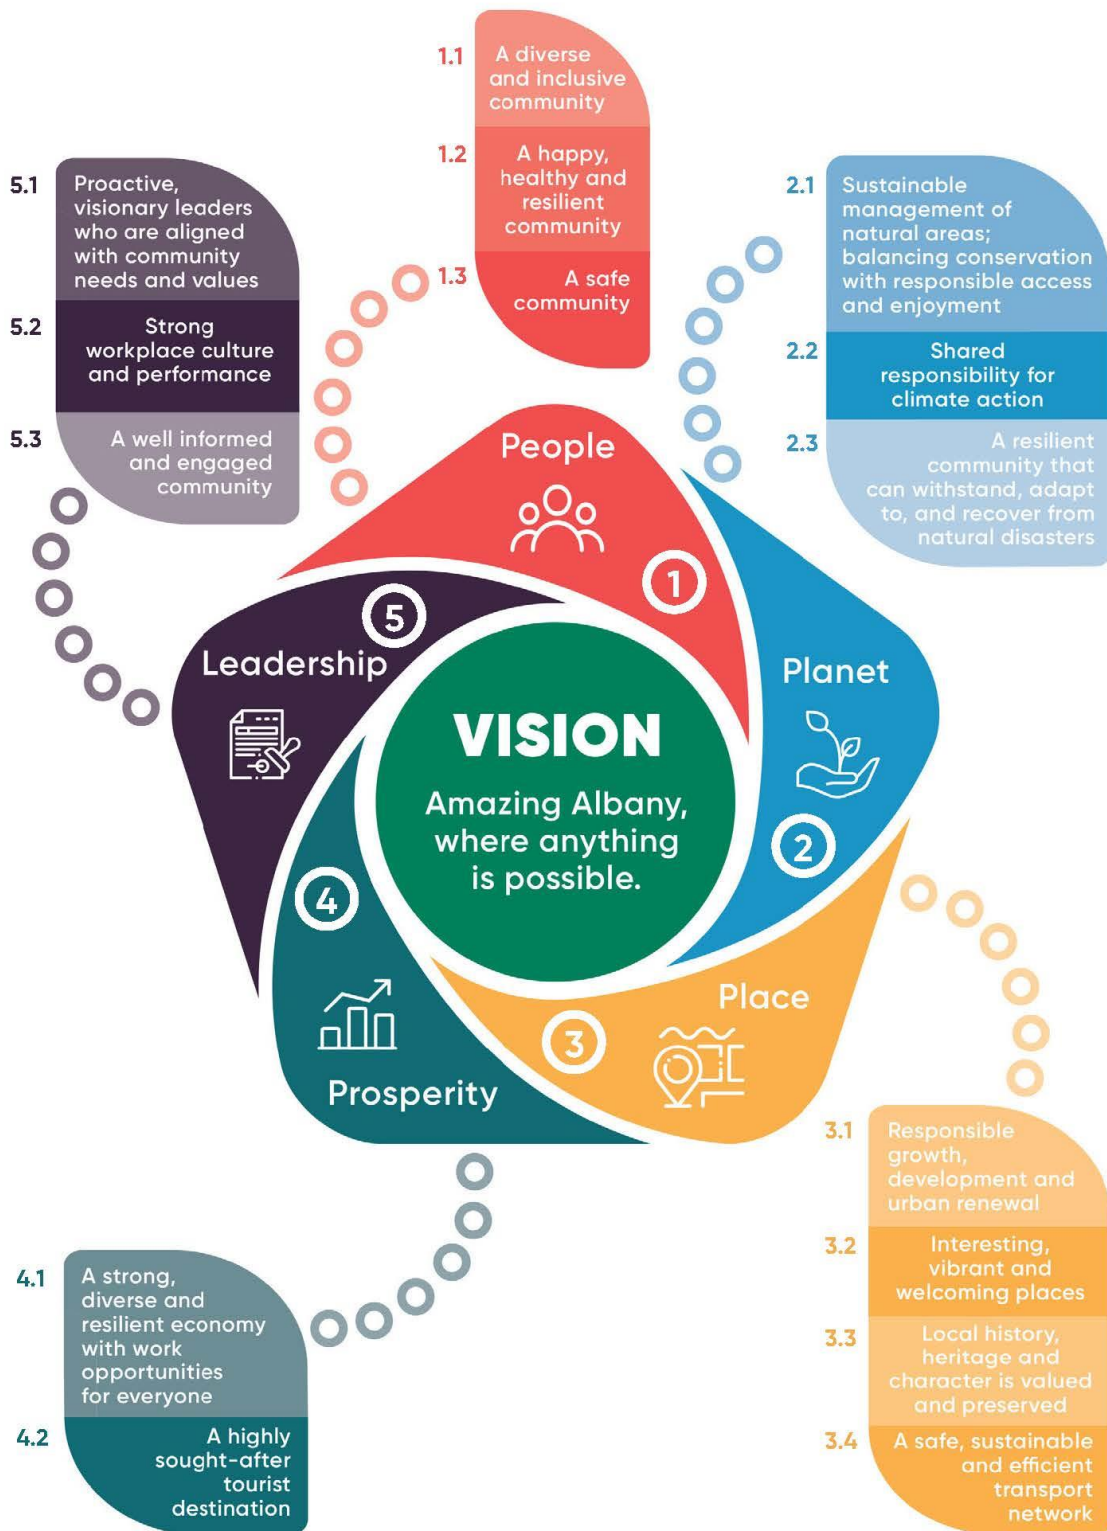 1.1
A diverse
and inclusive
community
1.2
A happy,
healthy and
resilient
community
1.3
A safe
community
5.1
Proactive,
visionary leaders
who are aligned
with community
needs and values
5.2
Strong
workplace culture
and performance
5.3
A well informed
and engaged
community
2.1
Sustainable
management of
natural areas;
balancing conservation
with responsible access
and enjoyment
2.2
Shared
responsibility for
climate action
2.3
A resilient
community that
can withstand, adapt
to, and recover from
natural disasters
People
1
5
Leadership
Planet
2
VISION
Amazing Albany,
where anything
is possible.
4
Prosperity
3
Place
3.1
Responsible
growth,
development and
urban renewal
3.2
Interesting,
vibrant and
welcoming places
3.3
Local history,
heritage and
character is valued
and preserved
3.4
A safe, sustainable
and efficient
transport
network
4.1
A strong,
diverse and
resilient economy
with work
opportunities
for everyone
4.2
A highly
sought-after
tourist
destination